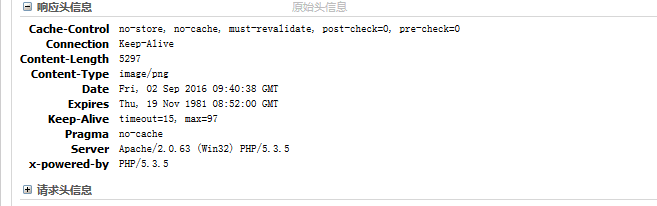 响应头信息 原始头信息
Cache-Control no-store, no-cache, must-revalidate, post-check=0, pre-check=0
Connection Keep-Alive
Content-Length 5297
Content-Type image/png
Date Fri, 02 Sep 2016 09:40:38 GMT
Expires Thu, 19 Nov 1981 08:52:00 GMT
Keep-Alive timeout=15, max=97
Pragma no-cache
Server Apache/2.0.63 (Win32) PHP/5.3.5
x-powered-by PHP/5.3.5
请求头信息